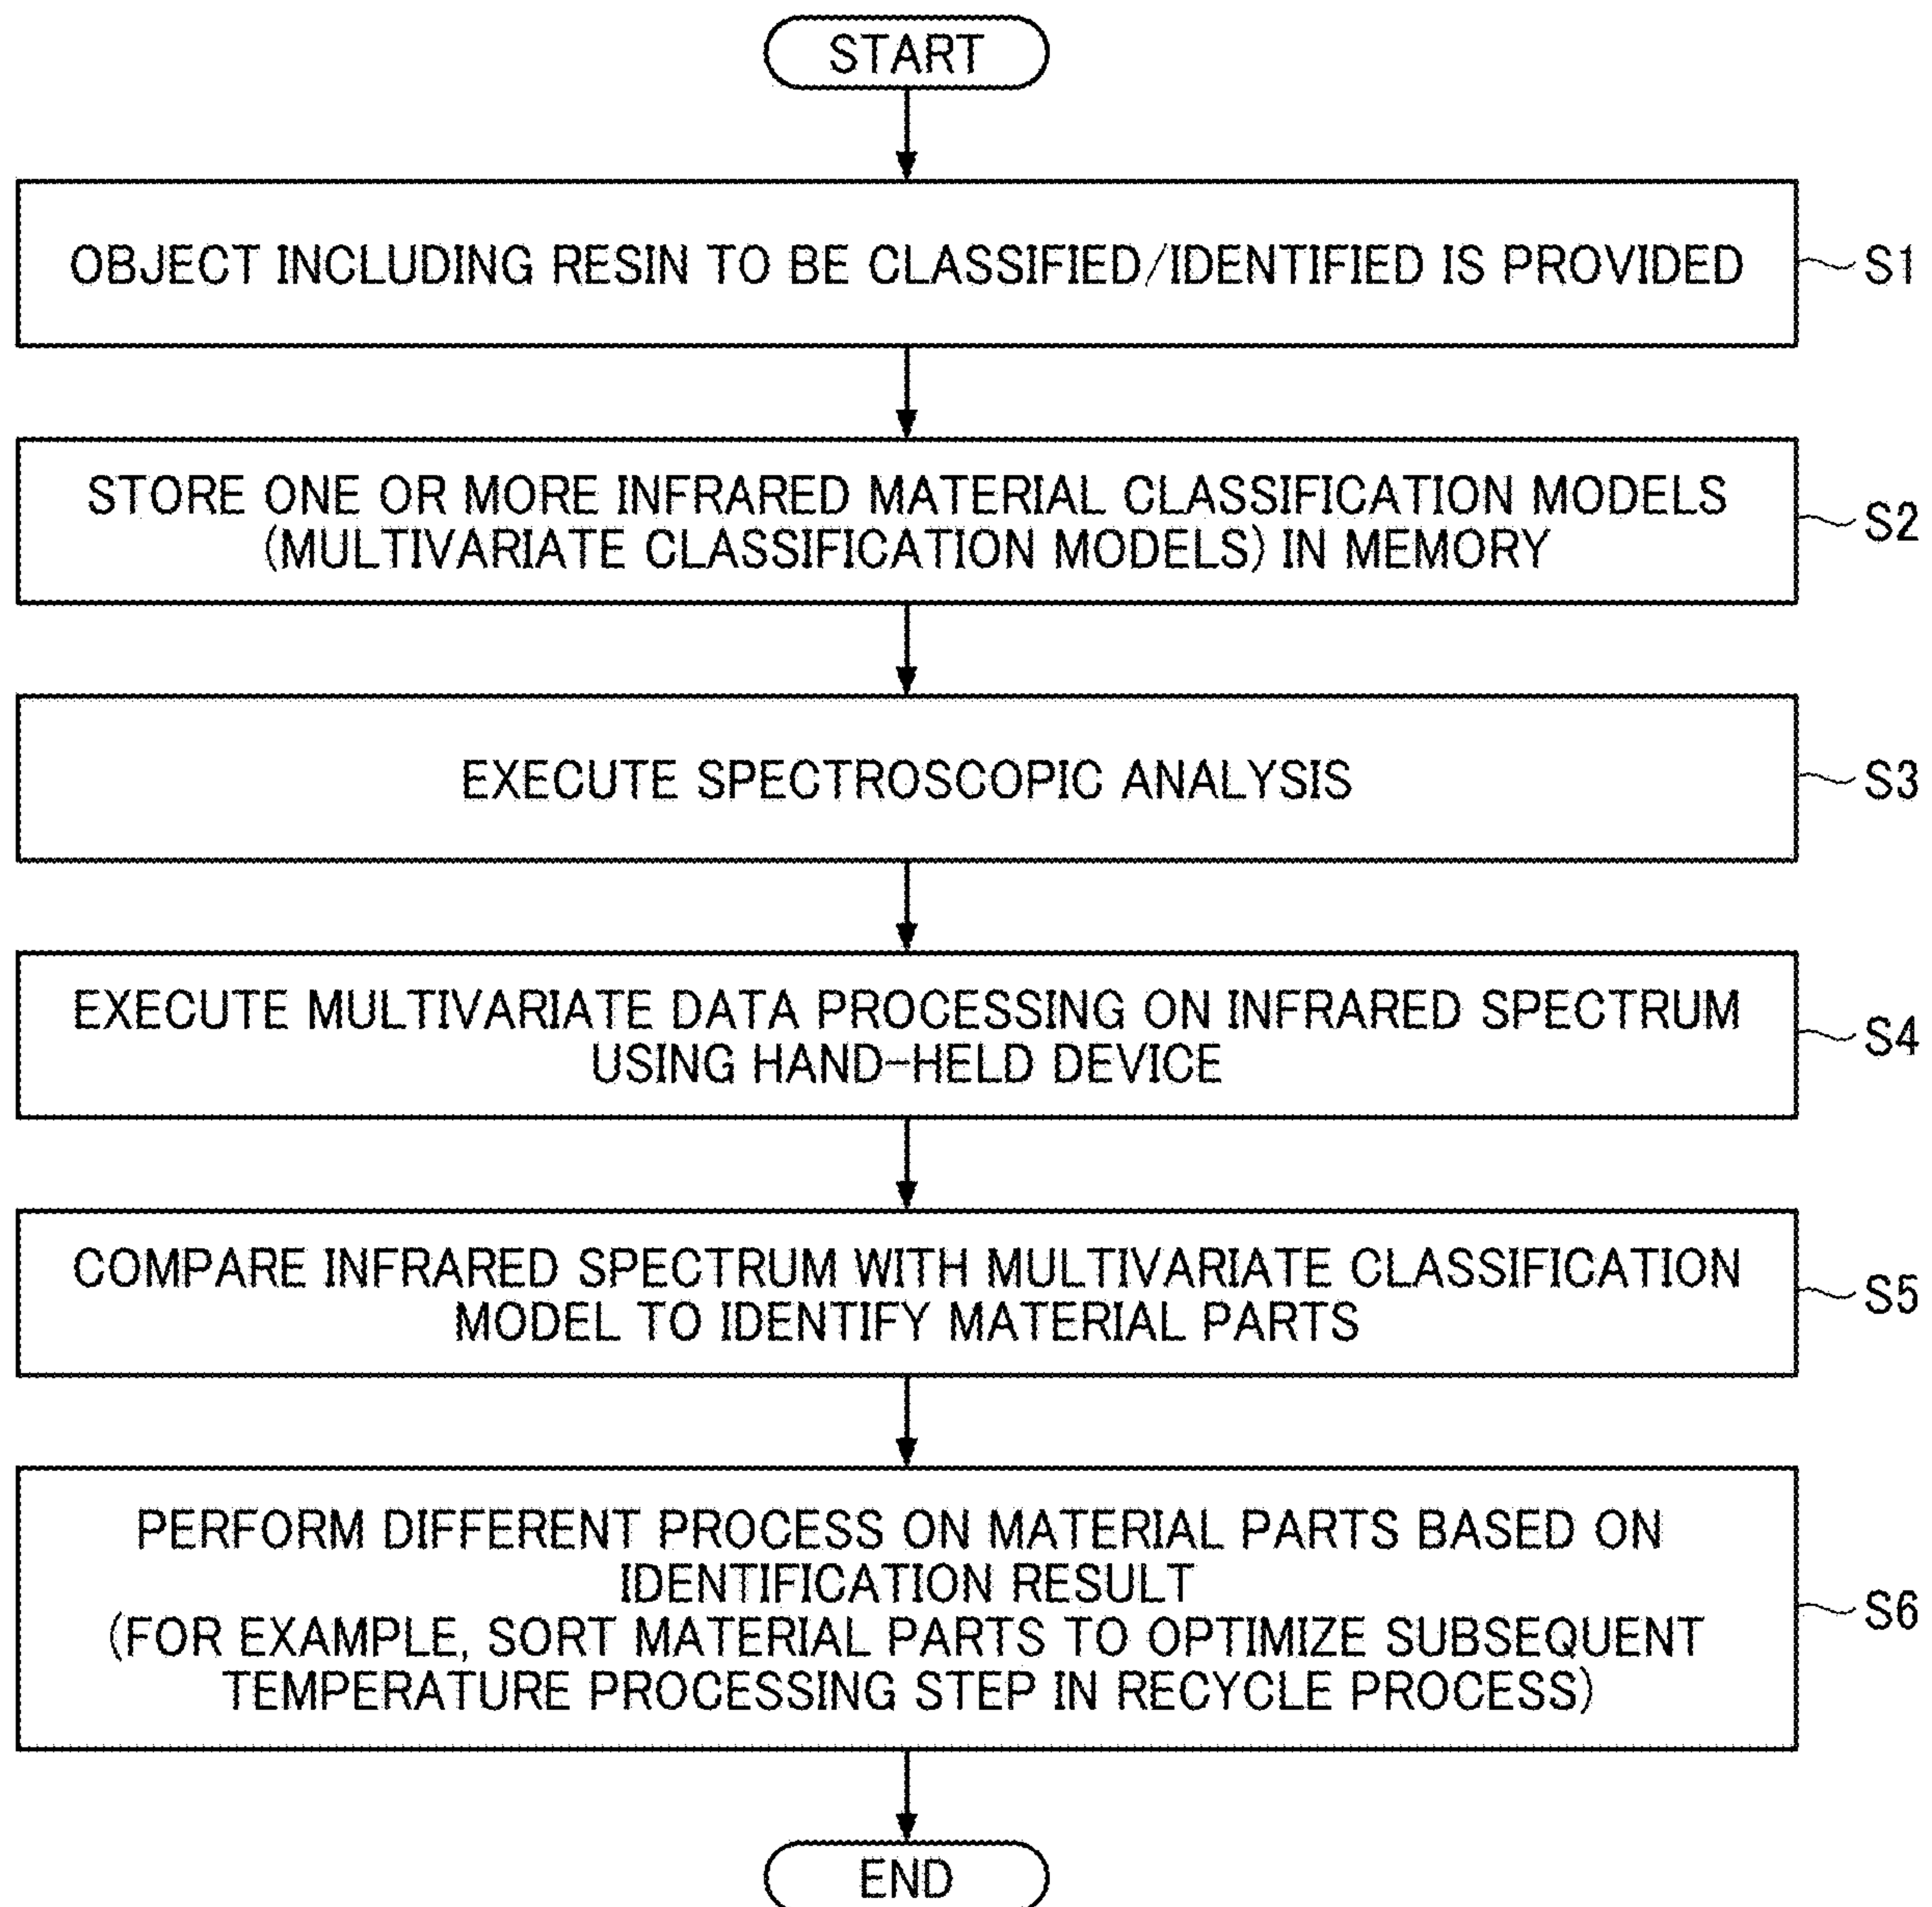 START
OBJECT INCLUDING RESIN TO BE CLASSIFIED/IDENTIFIED IS PROVIDED
S1
STORE ONE OR MORE INFRARED MATERIAL CLASSIFICATION MODELS
(MULTIVARIATE CLASSIFICATION MODELS) IN MEMORY
S2
EXECUTE SPECTROSCOPIC ANALYSIS
S3
EXECUTE MULTIVARIATE DATA PROCESSING ON INFRARED SPECTRUM
USING HAND-HELD DEVICE
S4
COMPARE INFRARED SPECTRUM WITH MULTIVARIATE CLASSIFICATION
MODEL TO IDENTIFY MATERIAL PARTS
S5
PERFORM DIFFERENT PROCESS ON MATERIAL PARTS BASED ON
IDENTIFICATION RESULT
(FOR EXAMPLE, SORT MATERIAL PARTS TO OPTIMIZE SUBSEQUENT
TEMPERATURE PROCESSING STEP IN RECYCLE PROCESS)
S6
END